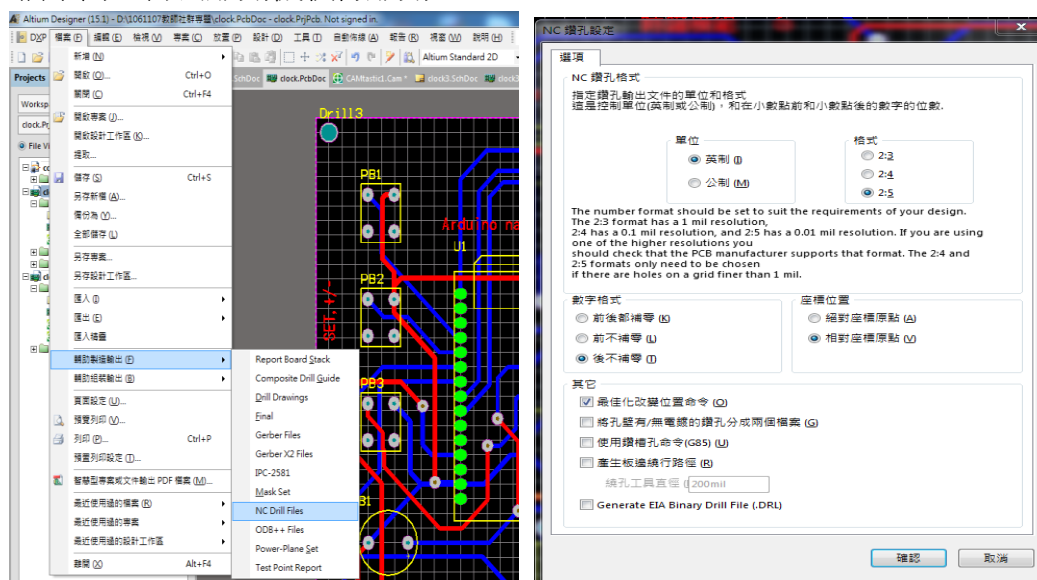 Altium Designer (15.1) - D:\1061107教師社群專題\clock.PcbDoc - clock.PrjPcb. Not signed in.
DXP 檔案(F) 編輯(E) 檢視(V) 專案(C) 放置(P) 設計(D) 工具(T) 自動佈線(A) 報告(R) 視窗(W) 說明(H)
Altium Standard 2D
Projects
SchDoc clock.PcbDoc CAMtastic1.Cam * clock3.SchDoc clock3
Worksp
clock.Prj
File Vi
新增(N)
開啟(O)... Ctrl+O
關閉(C) Ctrl+F4
開啟專案(J)...
開啟設計工作區(K)...
提取...
儲存(S) Ctrl+S
另存新檔(A)...
備份為(Y)...
全部儲存(L)
另存專案...
另存設計工作區...
匯入(I)
匯出(E)
匯入精靈
輔助製造輸出(F)
輔助組裝輸出(B)
頁面設定(U)...
預覽列印(V)...
列印(P)... Ctrl+P
預置列印設定(T)...
智慧型專案或文件輸出 PDF 檔案(M)...
最近使用過的檔案(R)
最近使用過的專案
最近使用過的設計工作區
離開(X) Alt+F4
Report Board Stack
Composite Drill Guide
Drill Drawings
Final
Gerber Files
Gerber X2 Files
IPC-2581
Mask Set
NC Drill Files
ODB++ Files
Power-Plane Set
Test Point Report
Drill3
PB1
Arduino na
U1
PB2
SET,+/-
PB3
B1
NC 鑽孔設定
選項
NC 鑽孔格式
指定鑽孔輸出文件的單位和格式
這是控制單位(英制或公制)，和在小數點前和小數點後的數字的位數.
單位
英制(I)
公制(M)
格式
2:3
2:4
2:5
The number format should be set to suit the requirements of your design.
The 2:3 format has a 1 mil resolution,
2:4 has a 0.1 mil resolution, and 2:5 has a 0.01 mil resolution. If you are using
one of the higher resolutions you
should check that the PCB manufacturer supports that format. The 2:4 and
2:5 formats only need to be chosen
if there are holes on a grid finer than 1 mil.
數字格式
前後都補零(K)
前不補零(L)
後不補零(T)
座標位置
絕對座標原點(A)
相對座標原點(V)
其它
最佳化改變位置命令(O)
將孔壁有/無電鍍的鑽孔分成兩個檔案(G)
使用鑽槽孔命令(G85)(U)
產生板邊繞行路徑(R)
繞孔工具直徑(
200mil
Generate EIA Binary Drill File (.DRL)
確認
取消